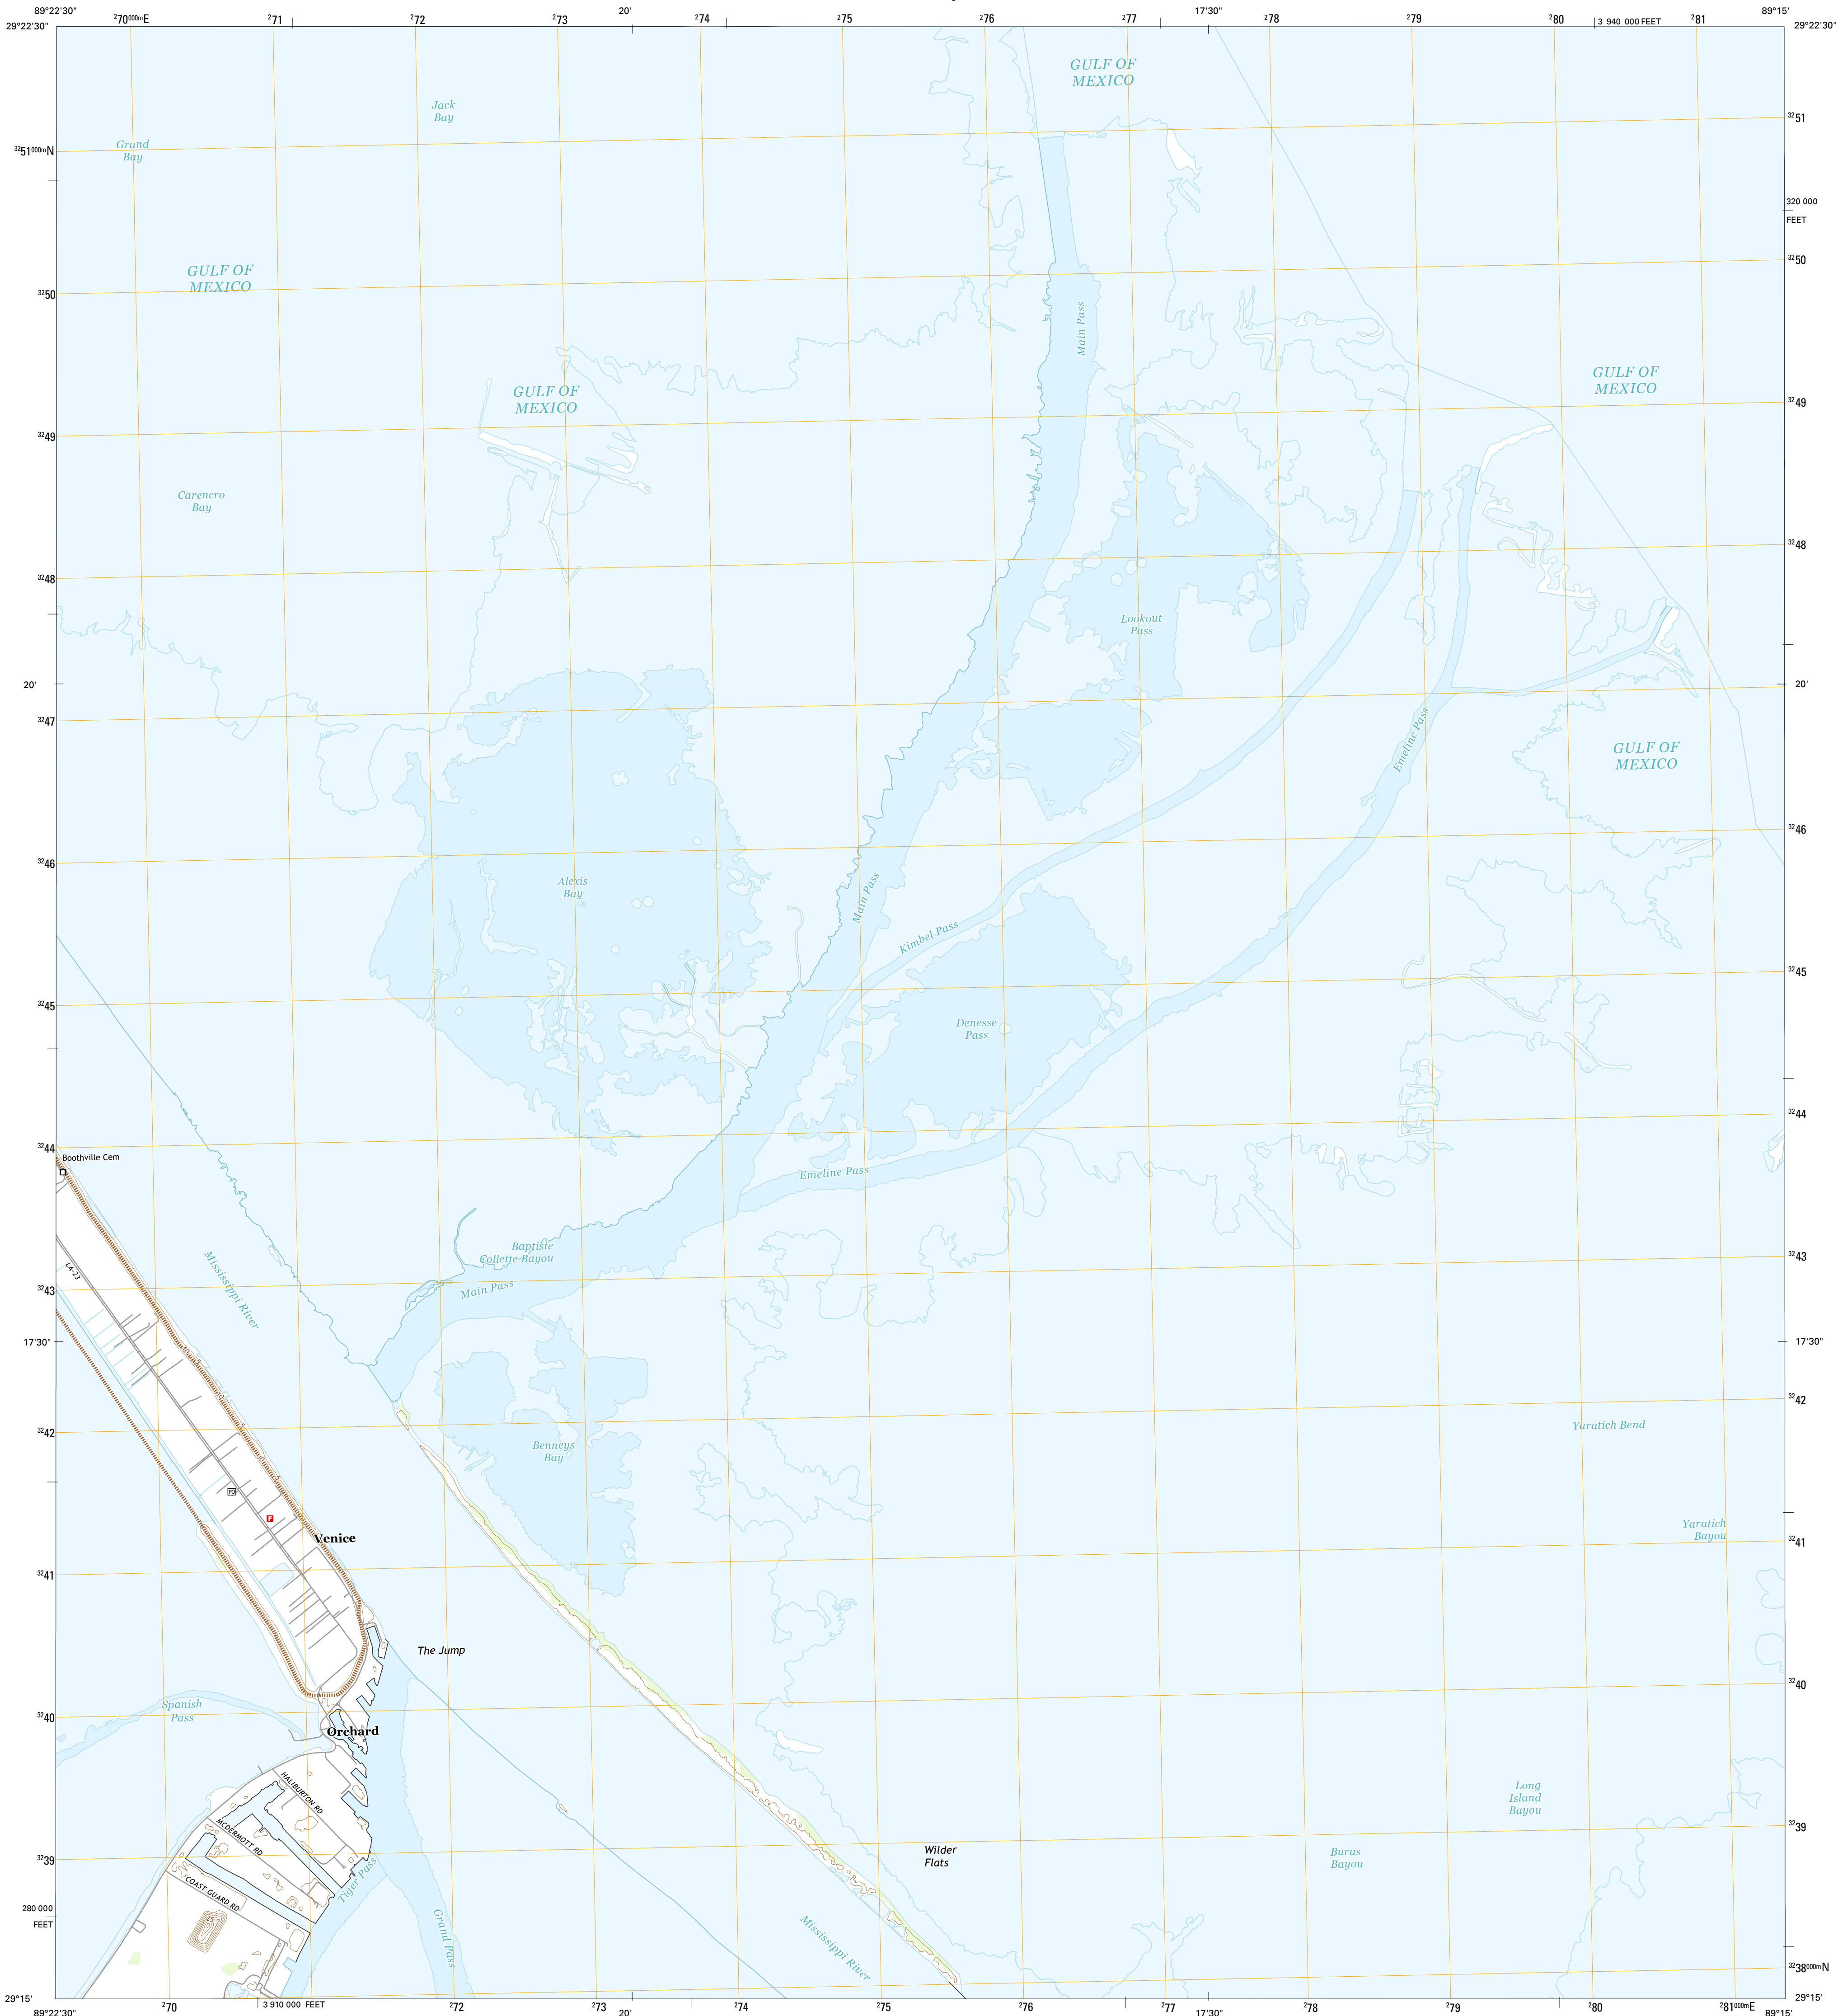 89°22'30"
270000mE
271
272
273
20'
274
275
276
277
17'30"
278
279
280
3 940 000 FEET
281
89°15'
29°22'30"
29°22'30"
GULF OF
MEXICO
Jack
Bay
Grand
Bay
3251000mN
3251
320 000
FEET
GULF OF
MEXICO
3250
3250
Main Pass
GULF OF
MEXICO
GULF OF
MEXICO
3249
3249
Carencro
Bay
3248
3248
Lookout
Pass
20'
20'
3247
Emeline Pass
GULF OF
MEXICO
3246
3246
Alexis
Bay
Main Pass
Kimbel Pass
3245
3245
Denesse
Pass
3244
3244
Boothville Cem
Emeline Pass
Baptiste
Collette Bayou
Main Pass
Mississippi River
LA-23
3243
3243
17'30"
17'30"
5
10
5
10
5
3242
3242
Yaratich Bend
Benneys
Bay
PO
F
Yaratich
Bayou
Venice
3241
3241
The Jump
Spanish
Pass
3240
3240
Orchard
HALIBURTON RD
MCDERMOTT RD
COAST GUARD RD
Long
Island
Bayou
3239
3239
Wilder
Flats
Buras
Bayou
Tiger Pass
Grand Pass
Mississippi River
25
280 000
FEET
3238000mN
29°15'
29°15'
89°22'30"
270
3 910 000 FEET
272
273
20'
274
275
276
277
17'30"
278
279
280
281000mE
89°15'